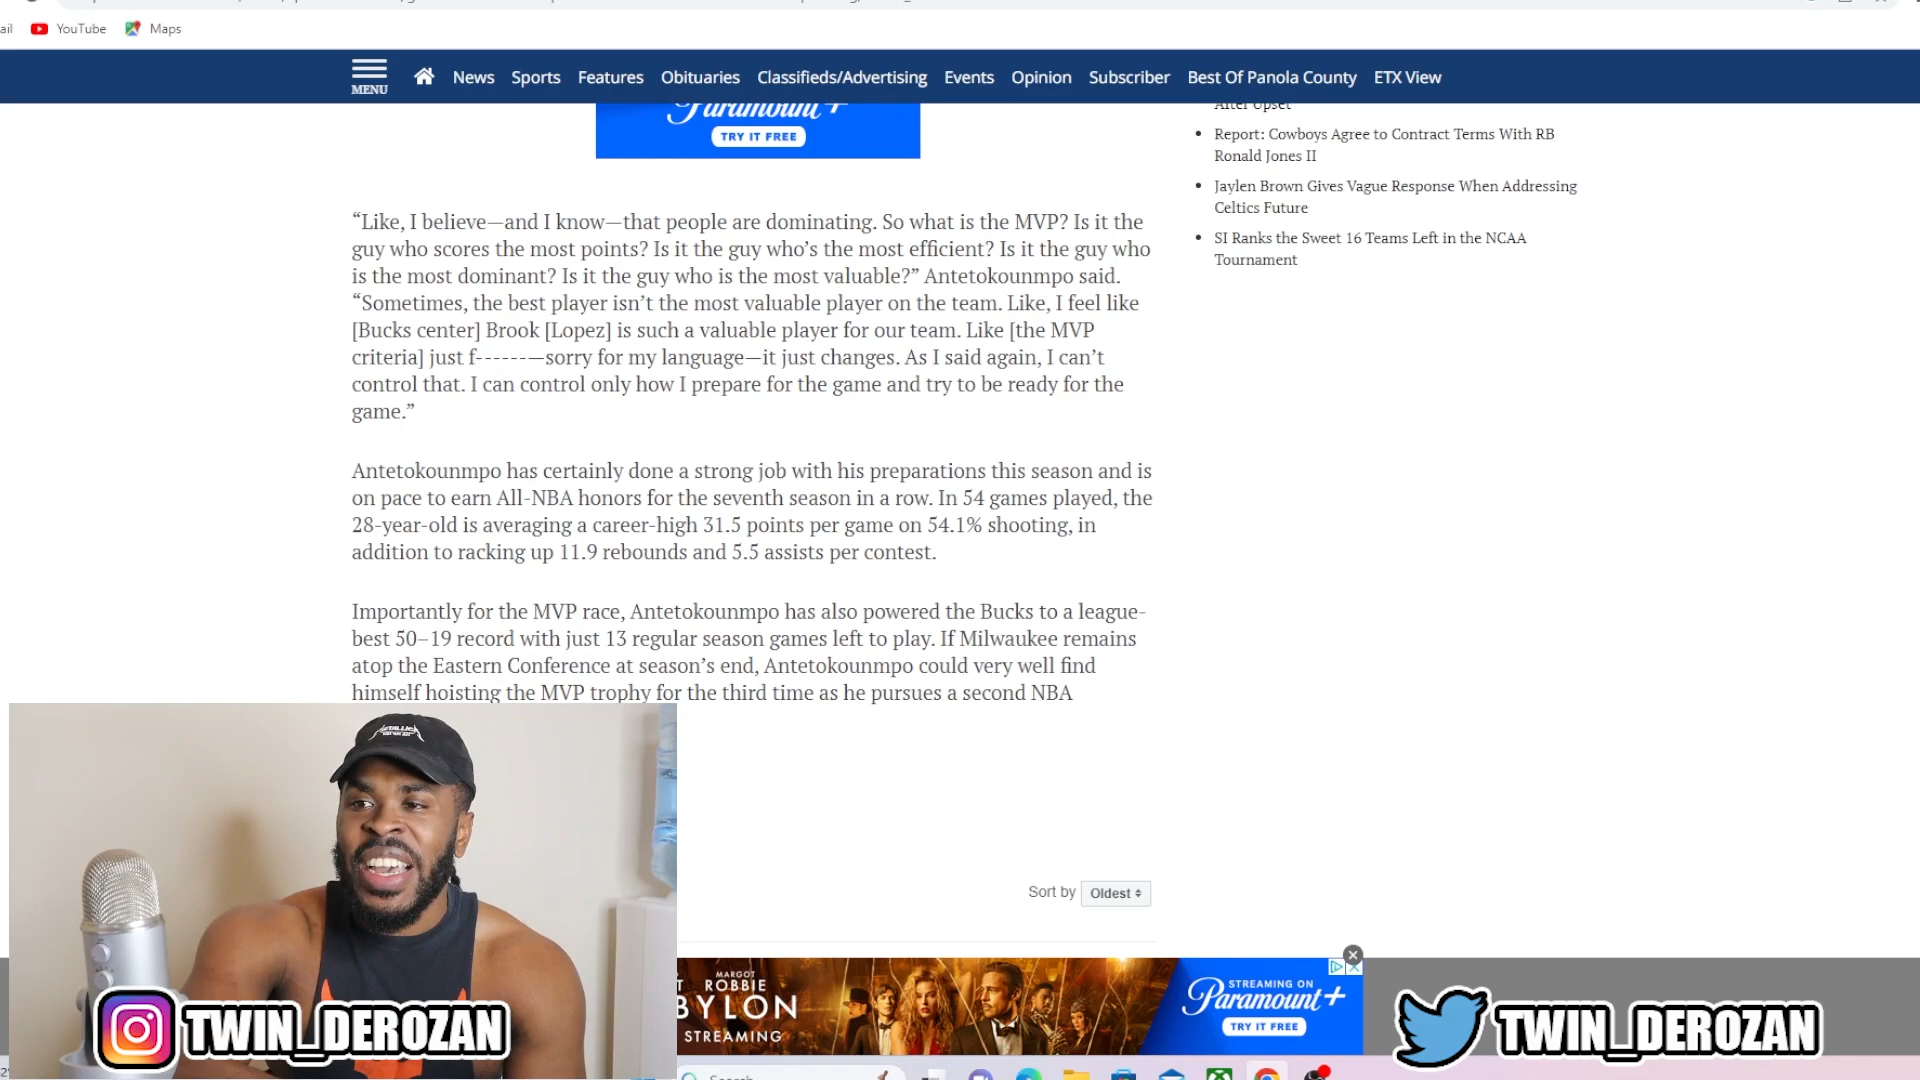 YouTube
Maps
MENU
News Sports Features Obituaries Classifieds/Advertising Events Opinion Subscriber Best Of Panola County ETX View
Paramount+
TRY IT FREE
After Upset
• Report: Cowboys Agree to Contract Terms With RB
Ronald Jones II
• Jaylen Brown Gives Vague Response When Addressing
Celtics Future
• SI Ranks the Sweet 16 Teams Left in the NCAA
Tournament
“Like, I believe—and I know—that people are dominating. So what is the MVP? Is it the
guy who scores the most points? Is it the guy who’s the most efficient? Is it the guy who
is the most dominant? Is it the guy who is the most valuable?” Antetokounmpo said.
“Sometimes, the best player isn’t the most valuable player on the team. Like, I feel like
[Bucks center] Brook [Lopez] is such a valuable player for our team. Like [the MVP
criteria] just f-------—sorry for my language—it just changes. As I said again, I can’t
control that. I can control only how I prepare for the game and try to be ready for the
game.”
Antetokounmpo has certainly done a strong job with his preparations this season and is
on pace to earn All-NBA honors for the seventh season in a row. In 54 games played, the
28-year-old is averaging a career-high 31.5 points per game on 54.1% shooting, in
addition to racking up 11.9 rebounds and 5.5 assists per contest.
Importantly for the MVP race, Antetokounmpo has also powered the Bucks to a league-
best 50–19 record with just 13 regular season games left to play. If Milwaukee remains
atop the Eastern Conference at season’s end, Antetokounmpo could very well find
himself hoisting the MVP trophy for the third time as he pursues a second NBA
METALLICA
Sort by Oldest
MARGOT
ROBBIE
BYLON
STREAMING
STREAMING ON
Paramount+
TRY IT FREE
TWIN_DEROZAN
TWIN_DEROZAN
Search